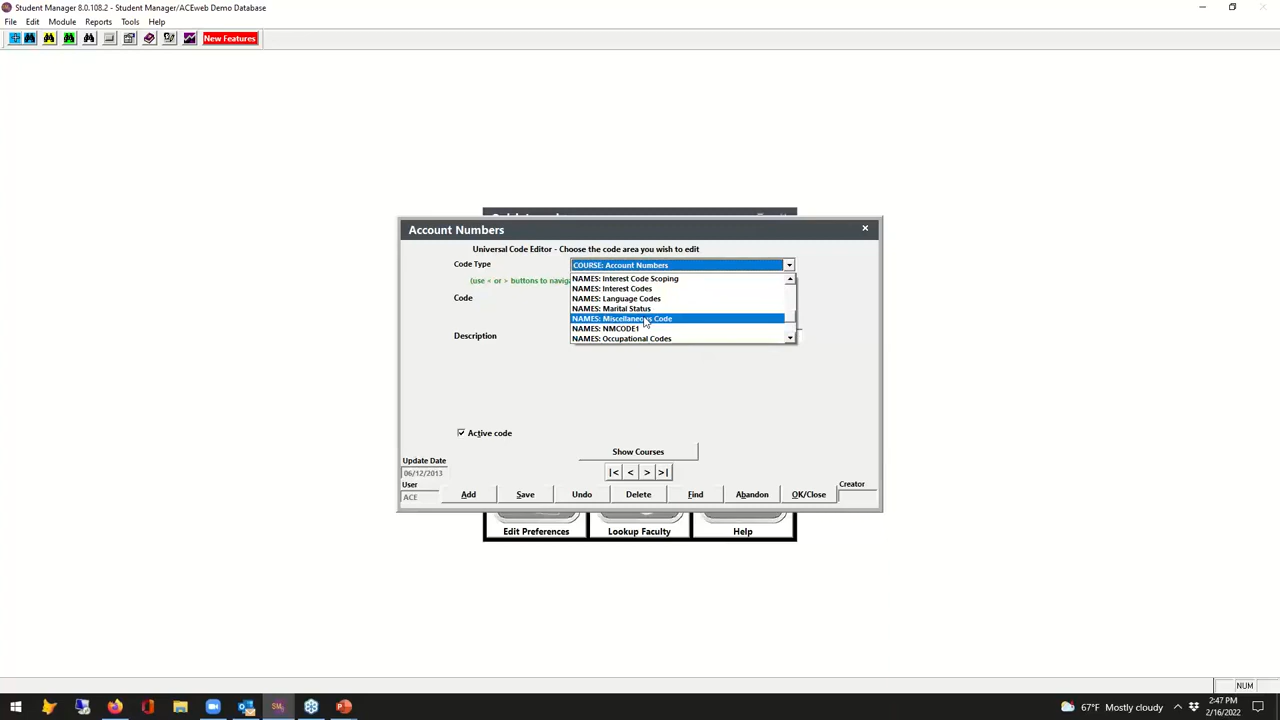 Student Manager 8.0.108.2 - Student Manager/ACEweb Demo Database
File Edit Module Reports Tools Help
New Features
Account Numbers
Universal Code Editor - Choose the code area you wish to edit
Code Type
COURSE: Account Numbers
(use < or > buttons to naviga
NAMES: Interest Code Scoping
NAMES: Interest Codes
NAMES: Language Codes
NAMES: Marital Status
NAMES: Miscellaneous Code
NAMES: NMCODE1
NAMES: Occupational Codes
Code
Description
Active code
Show Courses
|< < > >|
Update Date
06/12/2013
User
ACE
Add Save Undo Delete Find Abandon OK/Close
Creator
Edit Preferences Lookup Faculty Help
NUM
67°F Mostly cloudy
2:47 PM
2/16/2022